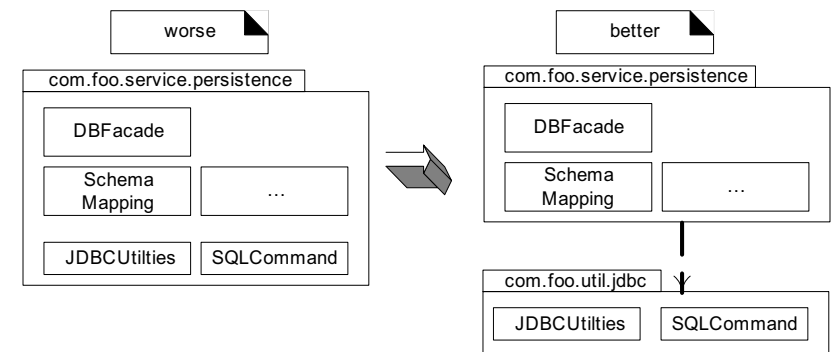 worse
com.foo.service.persistence
DBFacade
Schema
Mapping
...
JDBCUtilties
SQLCommand
better
com.foo.service.persistence
DBFacade
Schema
Mapping
...
com.foo.util.jdbc
JDBCUtilties
SQLCommand